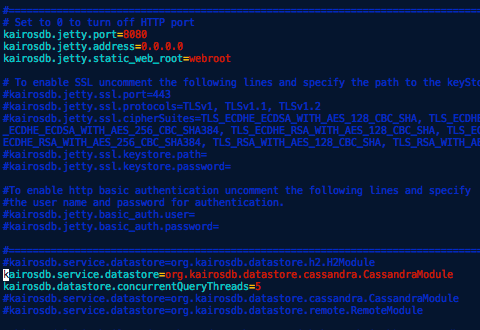 #===============================================================================
# Set to 0 to turn off HTTP port
kairosdb.jetty.port=8080
kairosdb.jetty.address=0.0.0.0
kairosdb.jetty.static_web_root=webroot
# To enable SSL uncomment the following lines and specify the path to the keySto
#kairosdb.jetty.ssl.port=443
#kairosdb.jetty.ssl.protocols=TLSv1, TLSv1.1, TLSv1.2
#kairosdb.jetty.ssl.cipherSuites=TLS_ECDHE_ECDSA_WITH_AES_128_CBC_SHA, TLS_ECDHE
_ECDHE_ECDSA_WITH_AES_256_CBC_SHA384, TLS_ECDHE_RSA_WITH_AES_128_CBC_SHA, TLS_EC
ECDHE_RSA_WITH_AES_256_CBC_SHA384, TLS_RSA_WITH_AES_128_CBC_SHA, TLS_RSA_WITH_AE
#kairosdb.jetty.ssl.keystore.path=
#kairosdb.jetty.ssl.keystore.password=
#To enable http basic authentication uncomment the following lines and specify
#the user name and password for authentication.
#kairosdb.jetty.basic_auth.user=
#kairosdb.jetty.basic_auth.password=
#===============================================================================
#kairosdb.service.datastore=org.kairosdb.datastore.h2.H2Module
kairosdb.service.datastore=org.kairosdb.datastore.cassandra.CassandraModule
kairosdb.datastore.concurrentQueryThreads=5
#kairosdb.service.datastore=org.kairosdb.datastore.cassandra.CassandraModule
#kairosdb.service.datastore=org.kairosdb.datastore.remote.RemoteModule